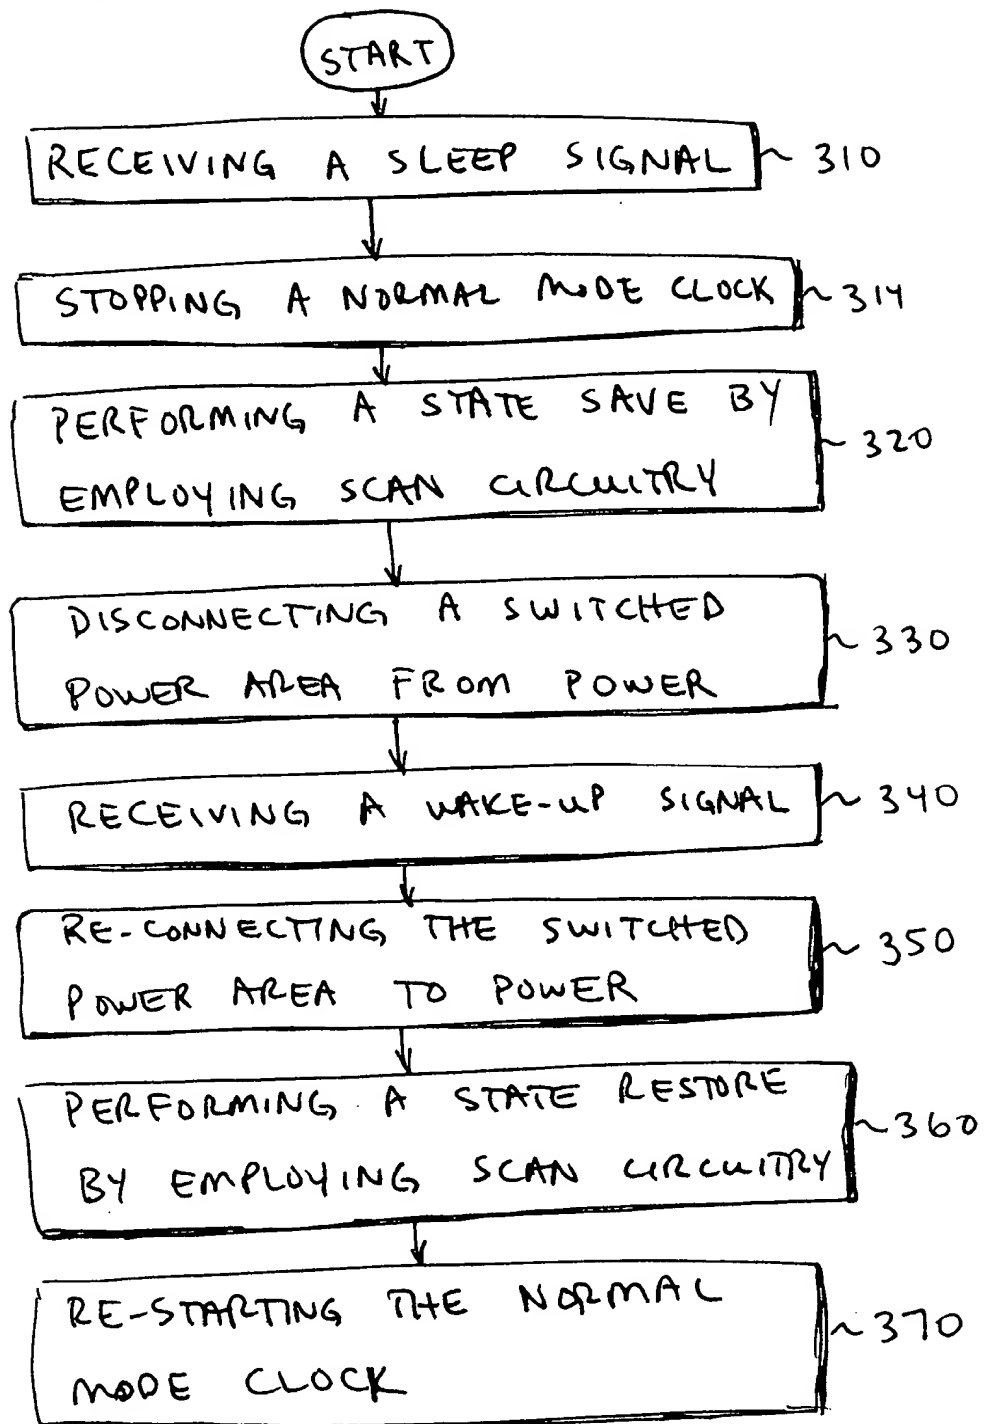 START
RECEIVING A SLEEP SIGNAL ~ 310
STOPPING A NORMAL MODE CLOCK ~ 314
PERFORMING A STATE SAVE BY
EMPLOYING SCAN CIRCUITRY
~ 320
DISCONNECTING A SWITCHED
POWER AREA FROM POWER
~ 330
RECEIVING A WAKE-UP SIGNAL ~ 340
RE-CONNECTING THE SWITCHED
POWER AREA TO POWER
~ 350
PERFORMING A STATE RESTORE
BY EMPLOYING SCAN CIRCUITRY
~ 360
RE-STARTING THE NORMAL
MODE CLOCK
~ 370